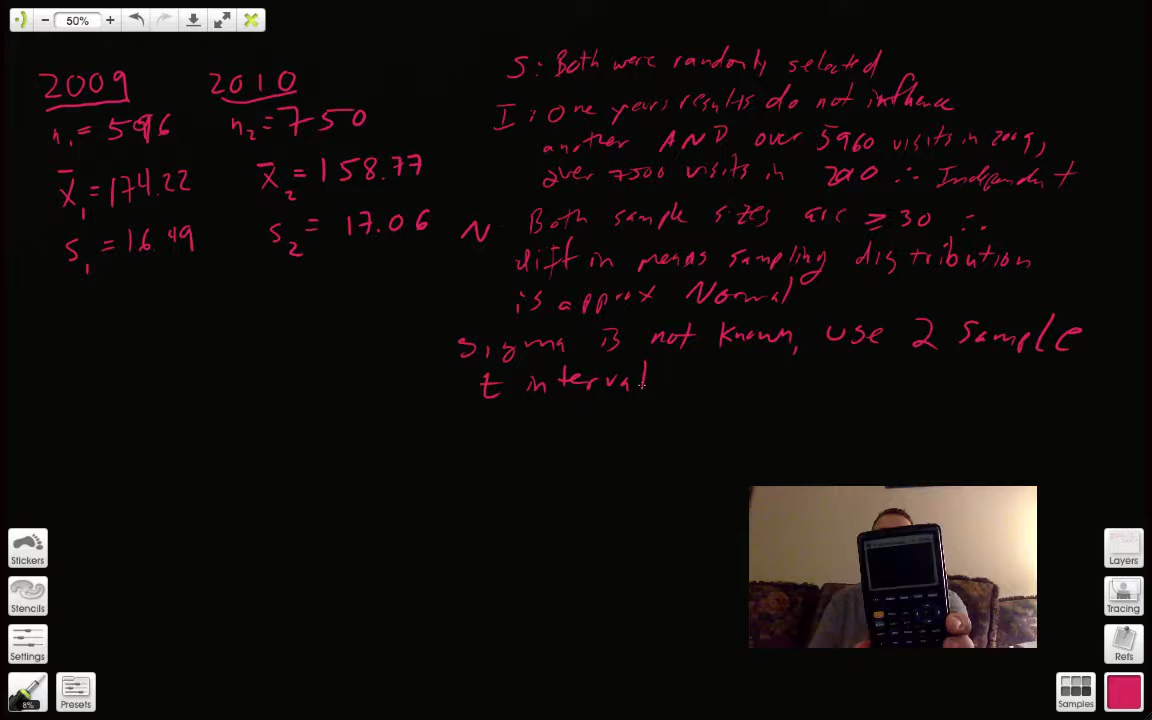 50%
2009 2010
n1 = 596 n2 = 750
x̄1 = 174.22 x̄2 = 158.77
s1 = 16.49 s2 = 17.06
S: Both were randomly selected
I: One years results do not influence
another AND over 5960 visits in 2009,
over 7500 visits in 2010 ∴ Independent
N Both sample sizes are ≥ 30 ∴
diff in means sampling distribution
is approx Normal
sigma is not known, use 2 sample
t interval
Stickers
Stencils
Settings
8%
Presets
Layers
Tracing
Refs
Samples